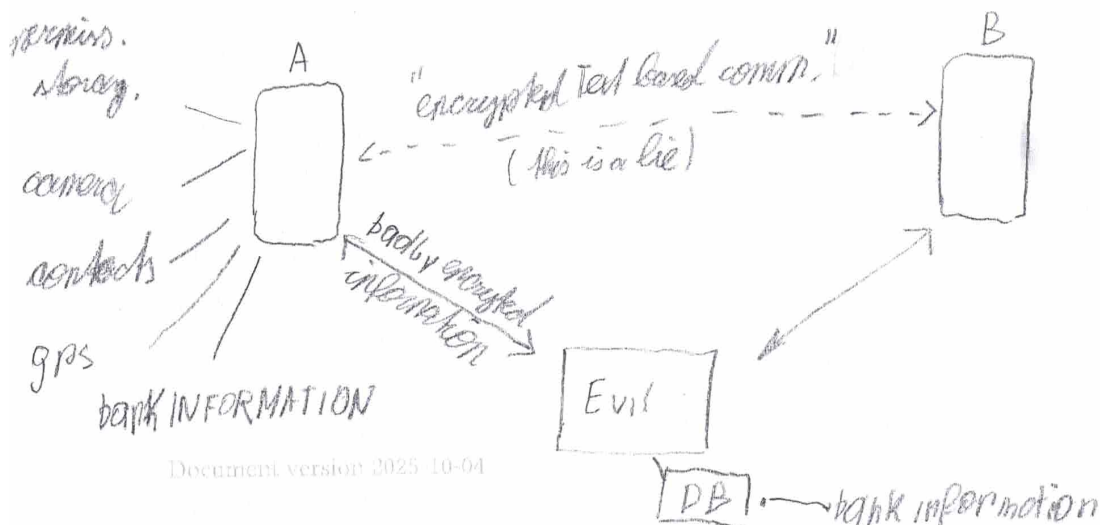 permiss.
storag.
A
B
"encrypted Text based comm."
(this is a lie)
camera
contacts
gps
bank INFORMATION
badly encrypted
information
Evil
DB
bank information
Document version 2025-10-04